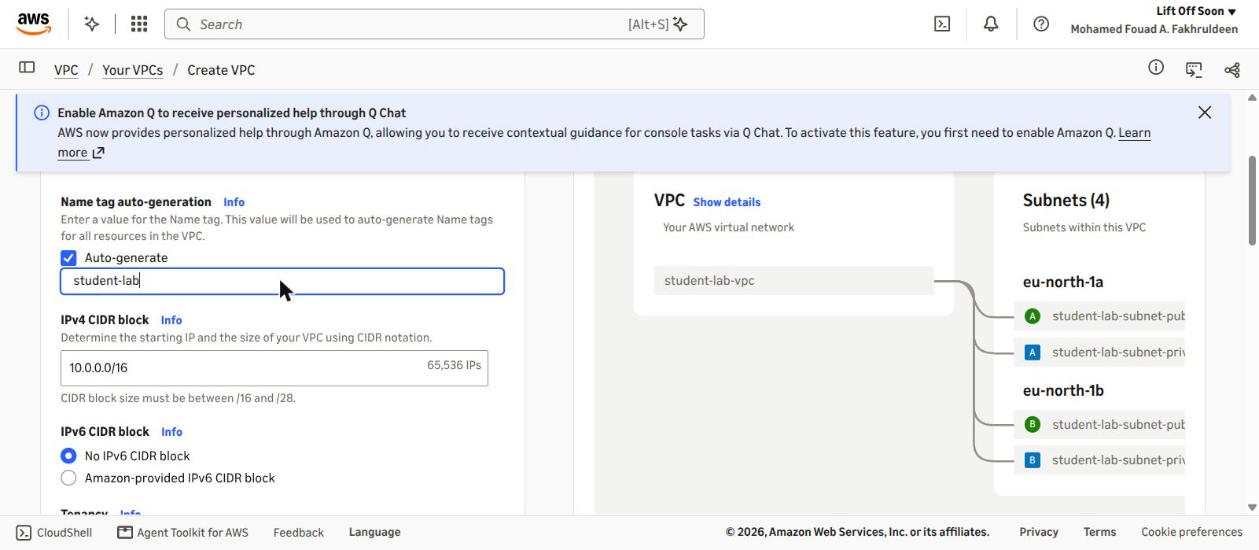 aws
Search
[Alt+S]
Lift Off Soon ▼
Mohamed Fouad A. Fakhruldeen
VPC / Your VPCs / Create VPC
Enable Amazon Q to receive personalized help through Q Chat
AWS now provides personalized help through Amazon Q, allowing you to receive contextual guidance for console tasks via Q Chat. To activate this feature, you first need to enable Amazon Q. Learn
more
Name tag auto-generation Info
Enter a value for the Name tag. This value will be used to auto-generate Name tags
for all resources in the VPC.
Auto-generate
student-lab
IPv4 CIDR block Info
Determine the starting IP and the size of your VPC using CIDR notation.
10.0.0.0/16 65,536 IPs
CIDR block size must be between /16 and /28.
IPv6 CIDR block Info
No IPv6 CIDR block
Amazon-provided IPv6 CIDR block
Tenancy Info
VPC Show details
Your AWS virtual network
student-lab-vpc
Subnets (4)
Subnets within this VPC
eu-north-1a
A student-lab-subnet-pub
A student-lab-subnet-priv
eu-north-1b
B student-lab-subnet-pub
B student-lab-subnet-priv
CloudShell Agent Toolkit for AWS Feedback Language © 2026, Amazon Web Services, Inc. or its affiliates. Privacy Terms Cookie preferences